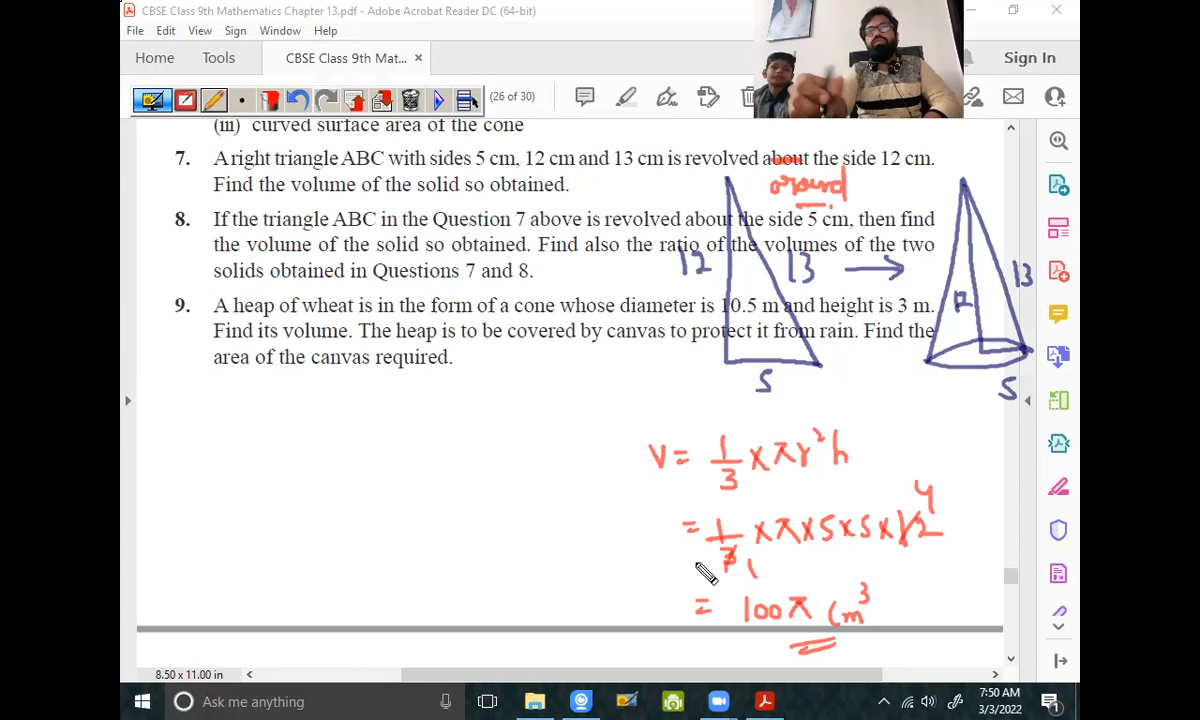 CBSE Class 9th Mathematics Chapter 13.pdf - Adobe Acrobat Reader DC (64-bit)
File Edit View Sign Window Help
Home Tools CBSE Class 9th Mat... × Sign In
(26 of 30)
(iii) curved surface area of the cone
7. A right triangle ABC with sides 5 cm, 12 cm and 13 cm is revolved about the side 12 cm.
around
Find the volume of the solid so obtained.
8. If the triangle ABC in the Question 7 above is revolved about the side 5 cm, then find
the volume of the solid so obtained. Find also the ratio of the volumes of the two
solids obtained in Questions 7 and 8.
12 13 → 12 13
9. A heap of wheat is in the form of a cone whose diameter is 10.5 m and height is 3 m.
Find its volume. The heap is to be covered by canvas to protect it from rain. Find the
area of the canvas required.
5 5
V = 1/3 × πr²h
= 1/3 × π × 5 × 5 × 12 4
1
= 100π cm³
8.50 x 11.00 in
Ask me anything
7:50 AM
3/3/2022
1